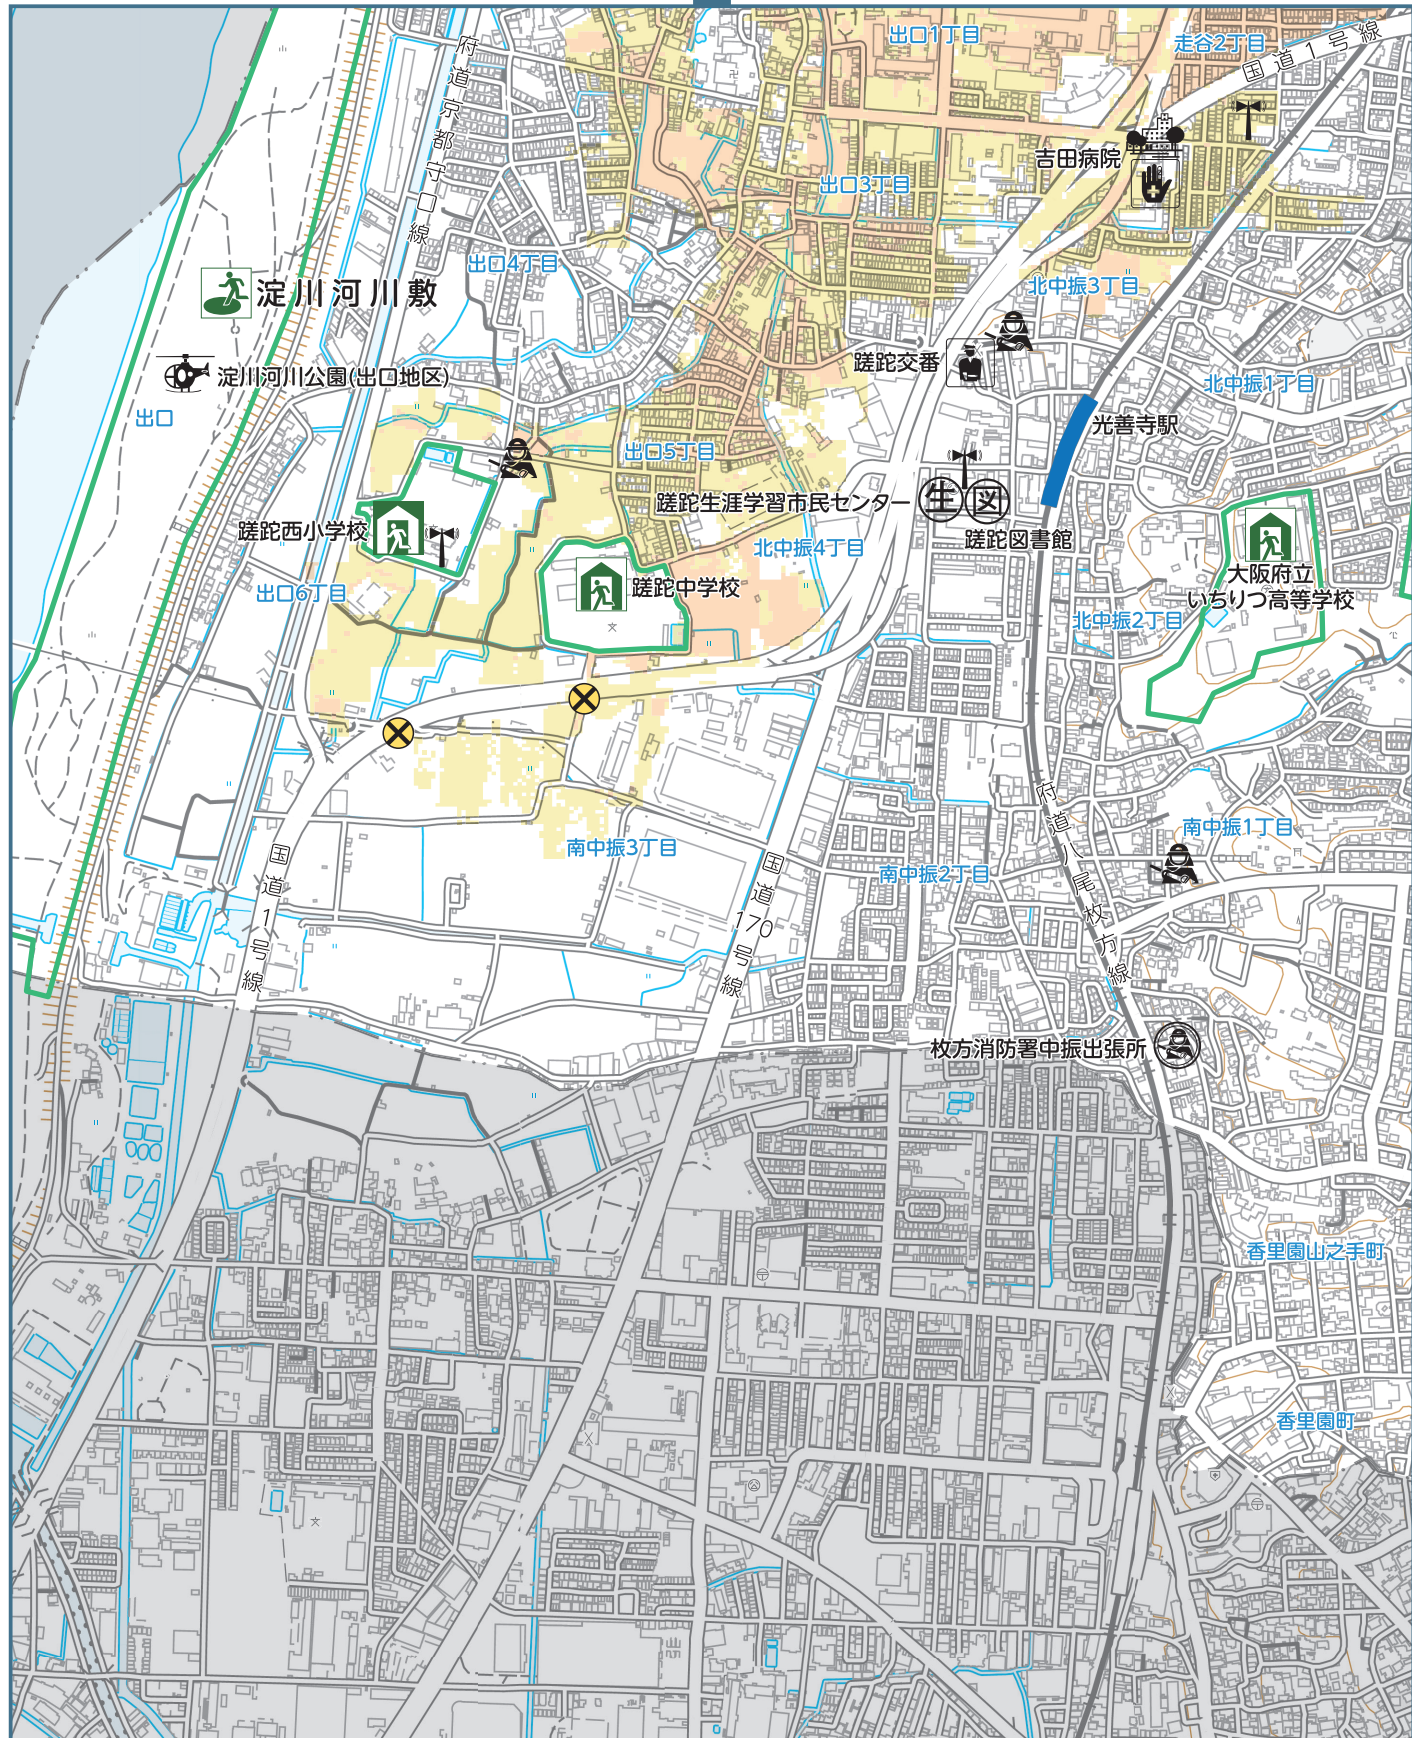 出口1丁目
走谷2丁目
国道1号線
府道京都守口線
吉田病院
出口3丁目
出口4丁目
北中振3丁目
淀川河川敷
蹉跎交番
淀川河川公園(出口地区)
北中振1丁目
出口
光善寺駅
出口5丁目
蹉跎生涯学習市民センター
生
図
蹉跎西小学校
蹉跎図書館
北中振4丁目
大阪府立
いちりつ高等学校
蹉跎中学校
出口6丁目
北中振2丁目
府道八尾枚方線
南中振1丁目
南中振3丁目
南中振2丁目
国道1号線
国道170号線
枚方消防署中振出張所
香里園山之手町
香里園町